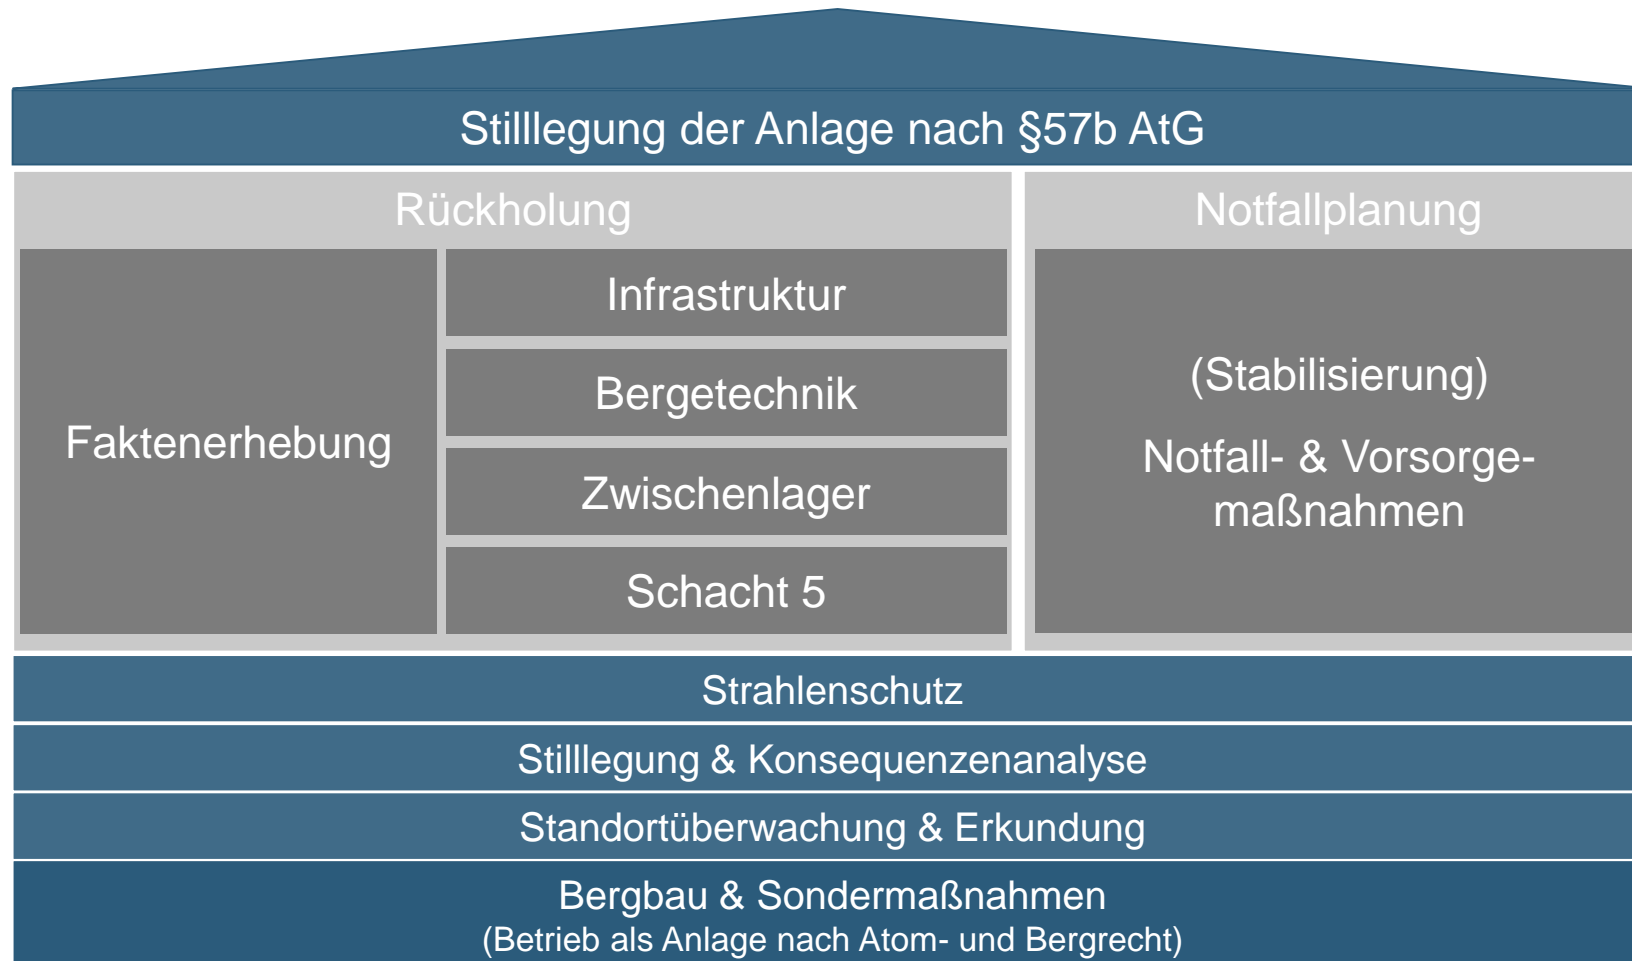 Stilllegung der Anlage nach §57b AtG
Rückholung
Faktenerhebung
Infrastruktur
Bergetechnik
Zwischenlager
Schacht 5
Notfallplanung
(Stabilisierung)
Notfall- & Vorsorge-
maßnahmen
Strahlenschutz
Stilllegung & Konsequenzenanalyse
Standortüberwachung & Erkundung
Bergbau & Sondermaßnahmen
(Betrieb als Anlage nach Atom- und Bergrecht)